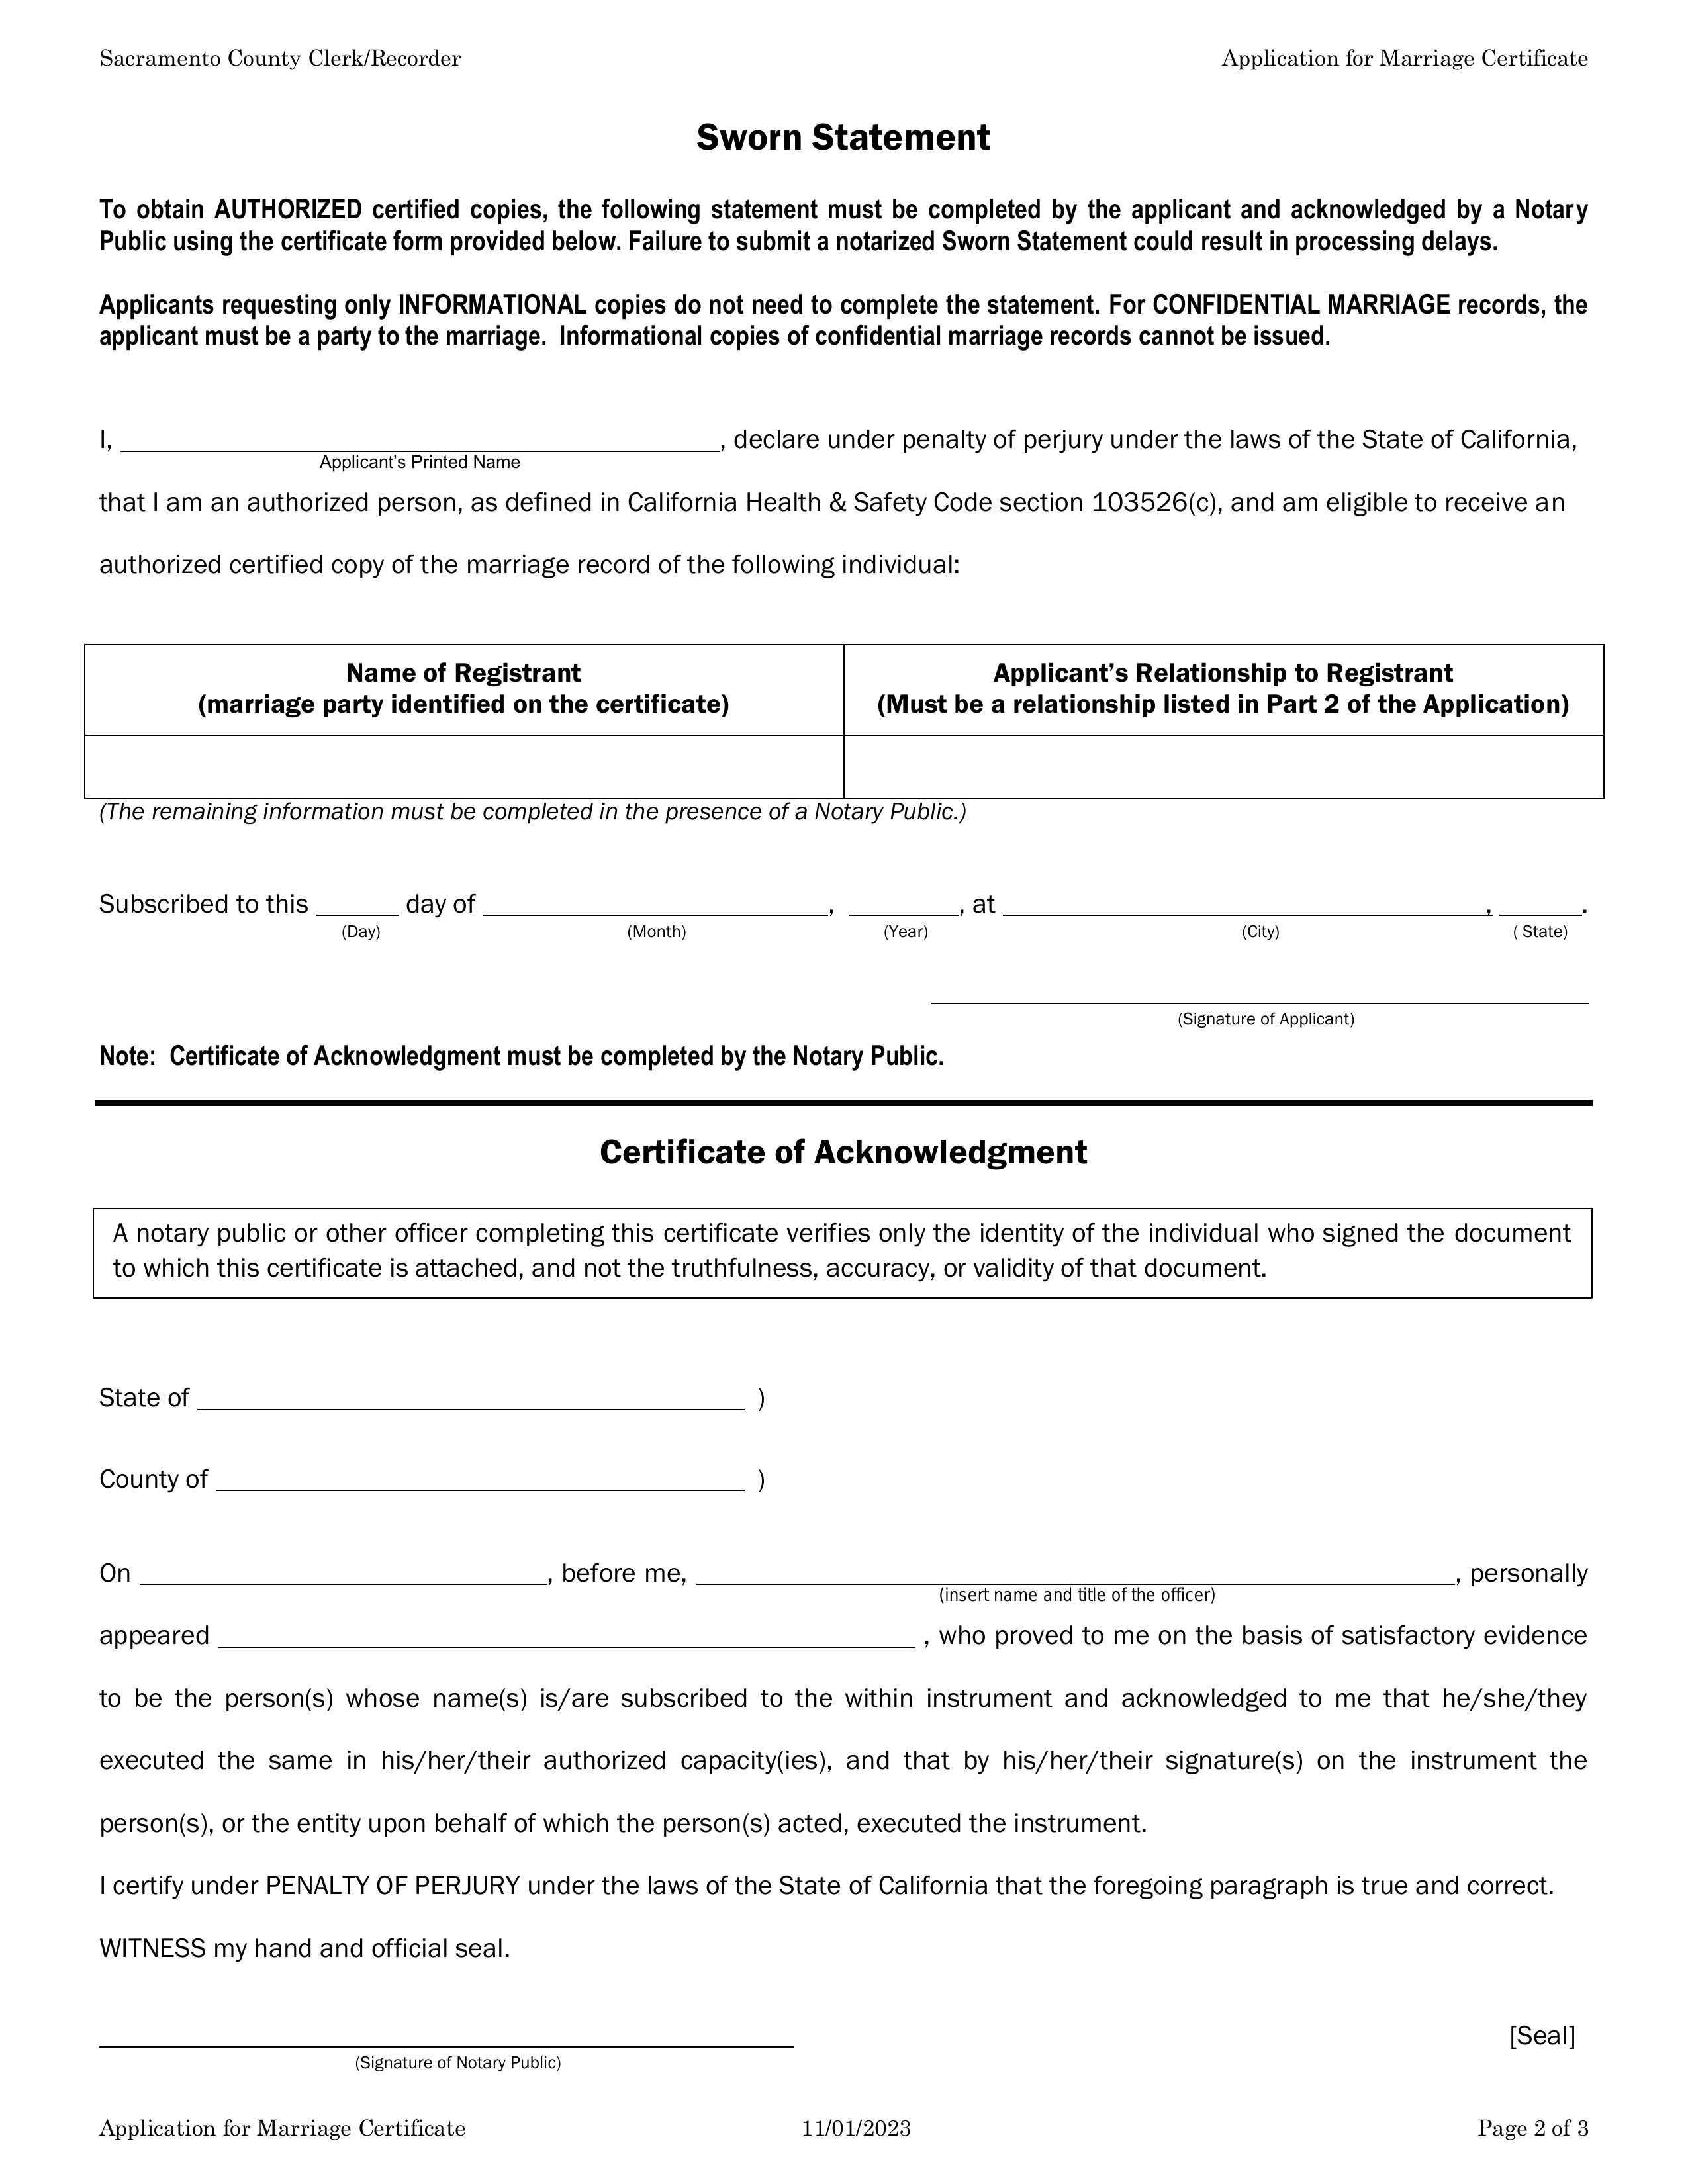 Sacramento County Clerk/Recorder Application for Marriage Certificate
Sworn Statement
To obtain AUTHORIZED certified copies, the following statement must be completed by the applicant and acknowledged by a Notary
Public using the certificate form provided below. Failure to submit a notarized Sworn Statement could result in processing delays.
Applicants requesting only INFORMATIONAL copies do not need to complete the statement. For CONFIDENTIAL MARRIAGE records, the
applicant must be a party to the marriage.  Informational copies of confidential marriage records cannot be issued.
I, ____________________, declare under penalty of perjury under the laws of the State of California,
Applicant's Printed Name
that I am an authorized person, as defined in California Health & Safety Code section 103526(c), and am eligible to receive an
authorized certified copy of the marriage record of the following individual:
Name of Registrant
(marriage party identified on the certificate)
Applicant’s Relationship to Registrant
(Must be a relationship listed in Part 2 of the Application)
(The remaining information must be completed in the presence of a Notary Public.)
Subscribed to this ______ day of ____________________, ________, at ____________________, ______.
(Day) (Month) (Year) (City) ( State)
(Signature of Applicant)
Note:  Certificate of Acknowledgment must be completed by the Notary Public.
Certificate of Acknowledgment
A notary public or other officer completing this certificate verifies only the identity of the individual who signed the document
to which this certificate is attached, and not the truthfulness, accuracy, or validity of that document.
State of ____________________ )
County of ____________________ )
On ____________________, before me, ____________________, personally
(insert name and title of the officer)
appeared ____________________ , who proved to me on the basis of satisfactory evidence
to be the person(s) whose name(s) is/are subscribed to the within instrument and acknowledged to me that he/she/they
executed the same in his/her/their authorized capacity(ies), and that by his/her/their signature(s) on the instrument the
person(s), or the entity upon behalf of which the person(s) acted, executed the instrument.
I certify under PENALTY OF PERJURY under the laws of the State of California that the foregoing paragraph is true and correct.
WITNESS my hand and official seal.
[Seal]
(Signature of Notary Public)
Application for Marriage Certificate 11/01/2023 Page 2 of 3